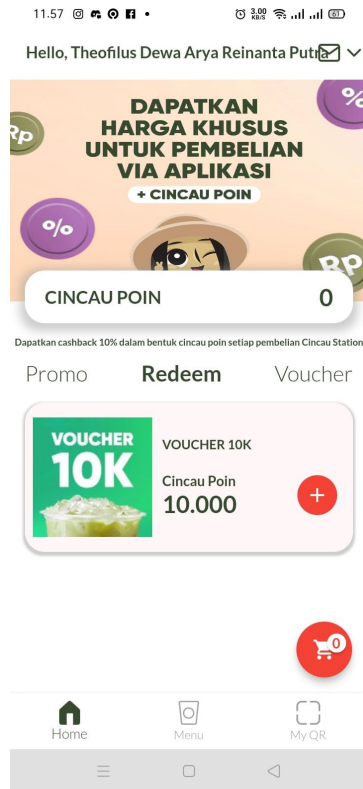 11.57
3.00
KB/S
61
Hello, Theofilus Dewa Arya Reinanta Putra
DAPATKAN
HARGA KHUSUS
UNTUK PEMBELIAN
VIA APLIKASI
+ CINCAU POIN
Rp
%
%
RP
CINCAU POIN 0
Dapatkan cashback 10% dalam bentuk cincau poin setiap pembelian Cincau Station
Promo Redeem Voucher
VOUCHER
10K
VOUCHER 10K
Cincau Poin
10.000
+
0
Home Menu My QR